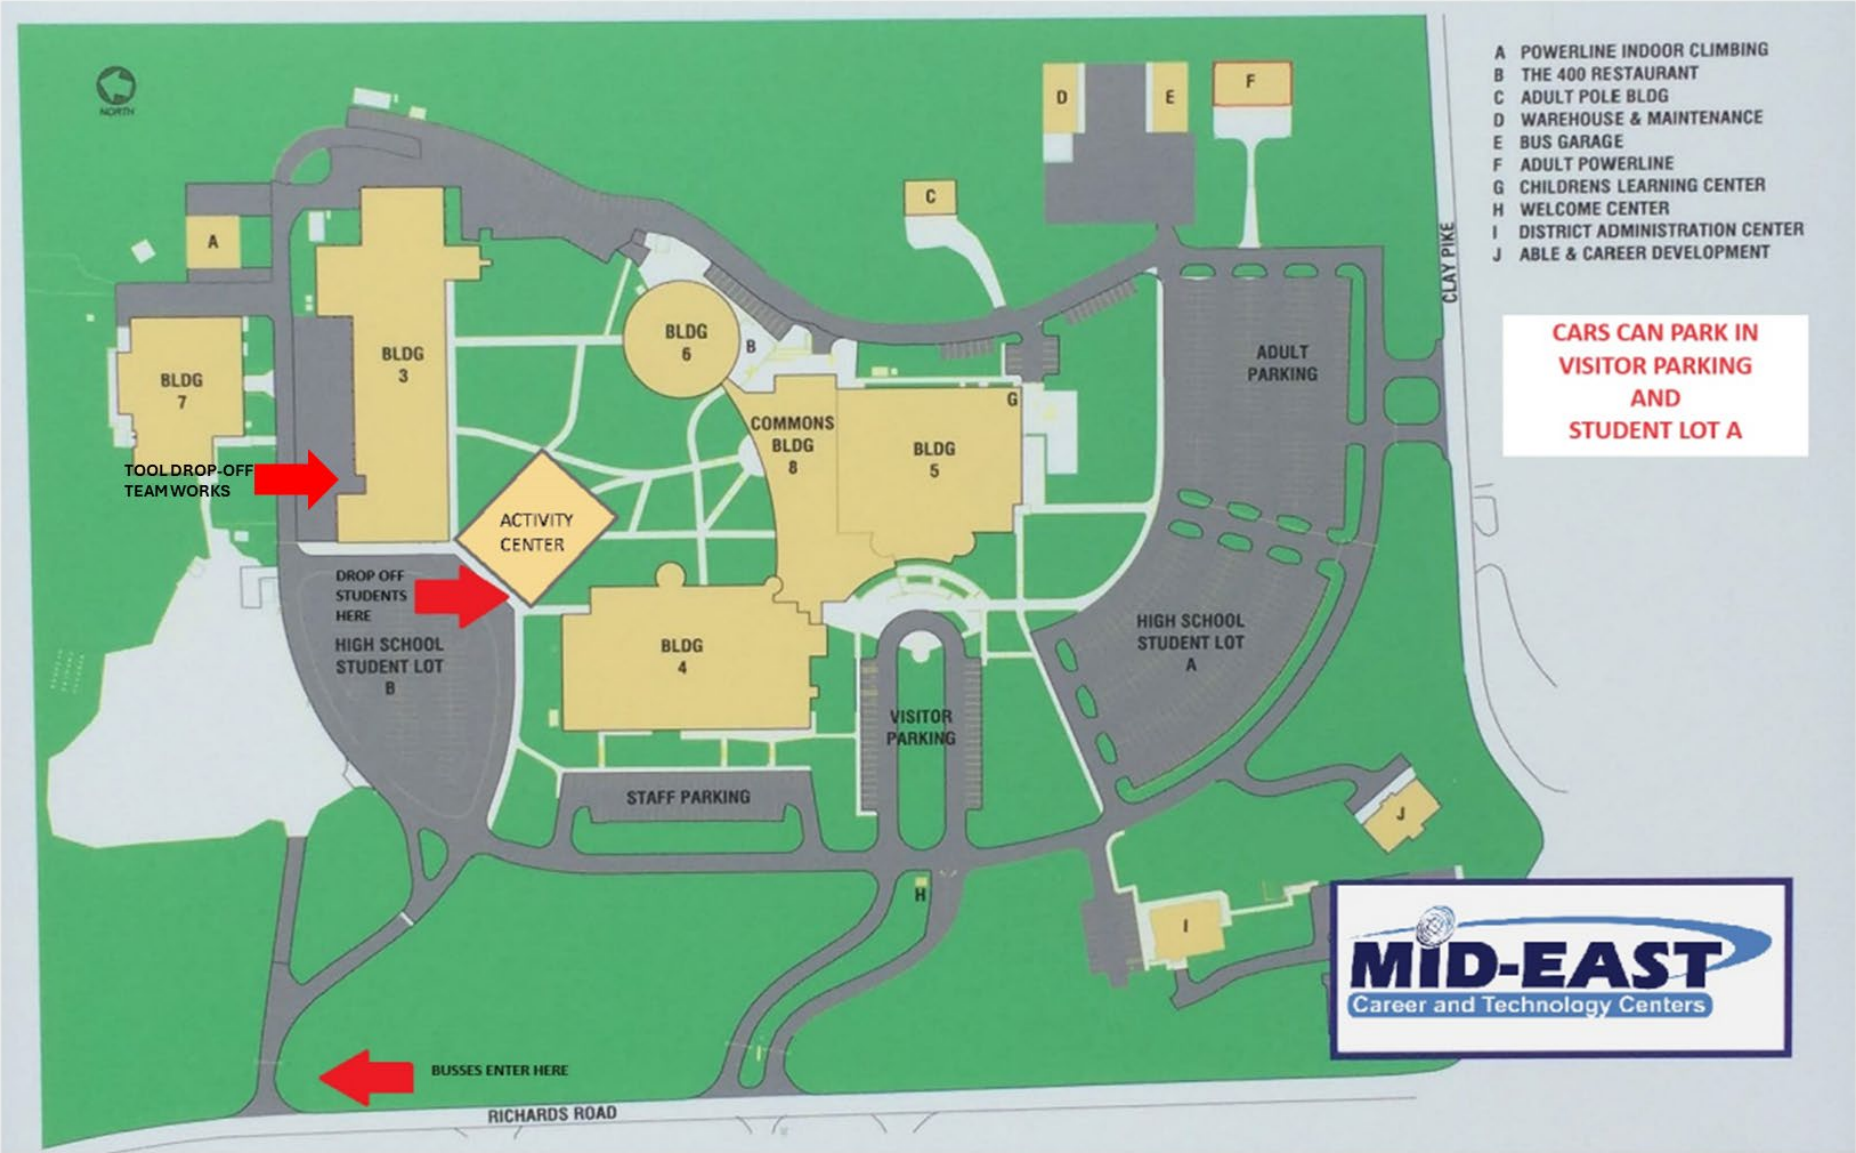 NORTH
A POWERLINE INDOOR CLIMBING
B THE 400 RESTAURANT
C ADULT POLE BLDG
D WAREHOUSE & MAINTENANCE
E BUS GARAGE
F ADULT POWERLINE
G CHILDRENS LEARNING CENTER
H WELCOME CENTER
I DISTRICT ADMINISTRATION CENTER
J ABLE & CAREER DEVELOPMENT
D
E
F
C
A
CLAY PIKE
CARS CAN PARK IN
VISITOR PARKING
AND
STUDENT LOT A
BLDG
6
B
BLDG
3
BLDG
7
ADULT
PARKING
G
COMMONS
BLDG
8
BLDG
5
TOOL DROP-OFF
TEAMWORKS
ACTIVITY
CENTER
DROP OFF
STUDENTS
HERE
HIGH SCHOOL
STUDENT LOT
B
BLDG
4
HIGH SCHOOL
STUDENT LOT
A
VISITOR
PARKING
STAFF PARKING
J
H
I
MID-EAST
Career and Technology Centers
BUSSES ENTER HERE
RICHARDS ROAD